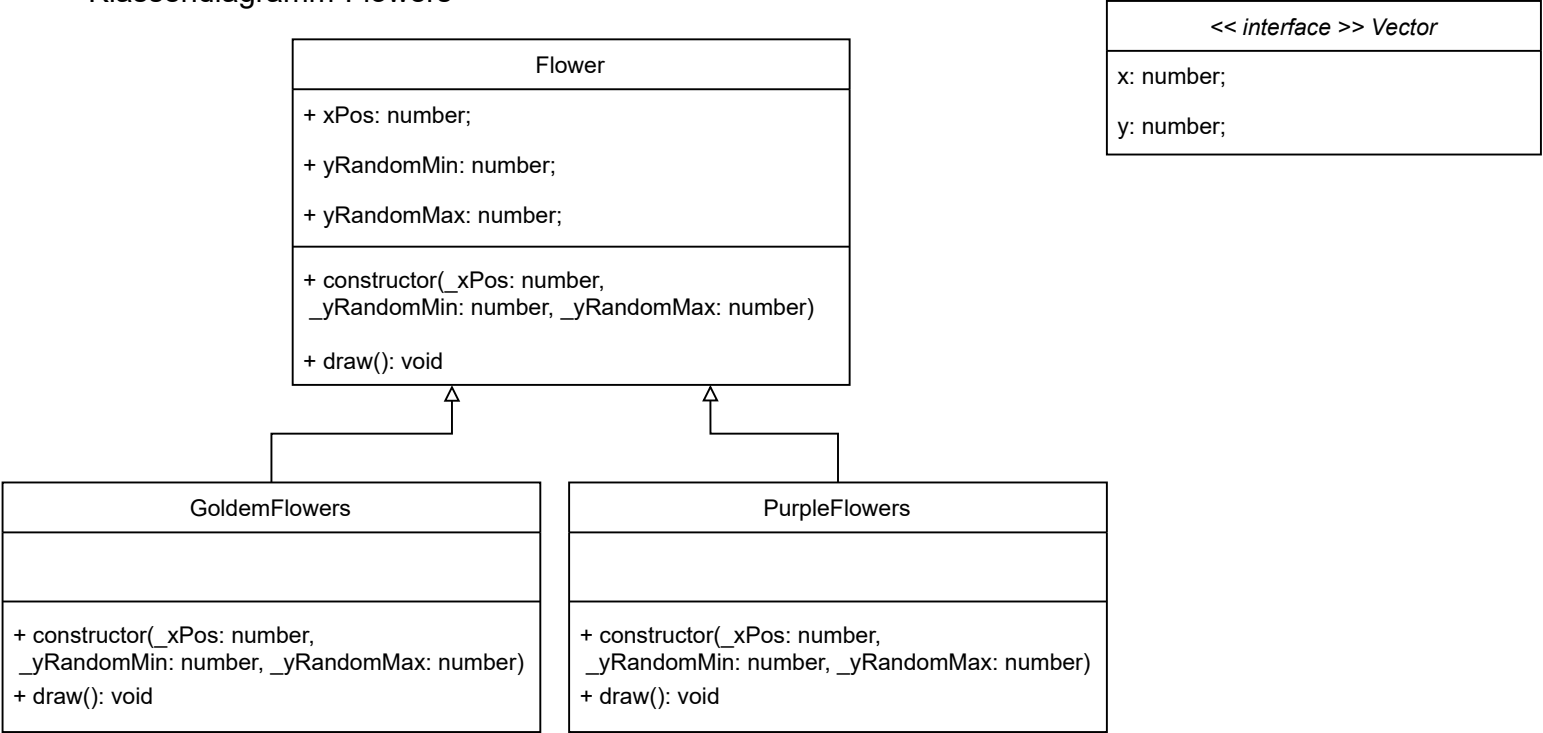 Klassendiagramm Flowers
<< interface >> Vector
x: number;
y: number;
Flower
+ xPos: number;
+ yRandomMin: number;
+ yRandomMax: number;
+ constructor(_xPos: number,
_yRandomMin: number, _yRandomMax: number)
+ draw(): void
GoldemFlowers
+ constructor(_xPos: number,
_yRandomMin: number, _yRandomMax: number)
+ draw(): void
PurpleFlowers
+ constructor(_xPos: number,
_yRandomMin: number, _yRandomMax: number)
+ draw(): void